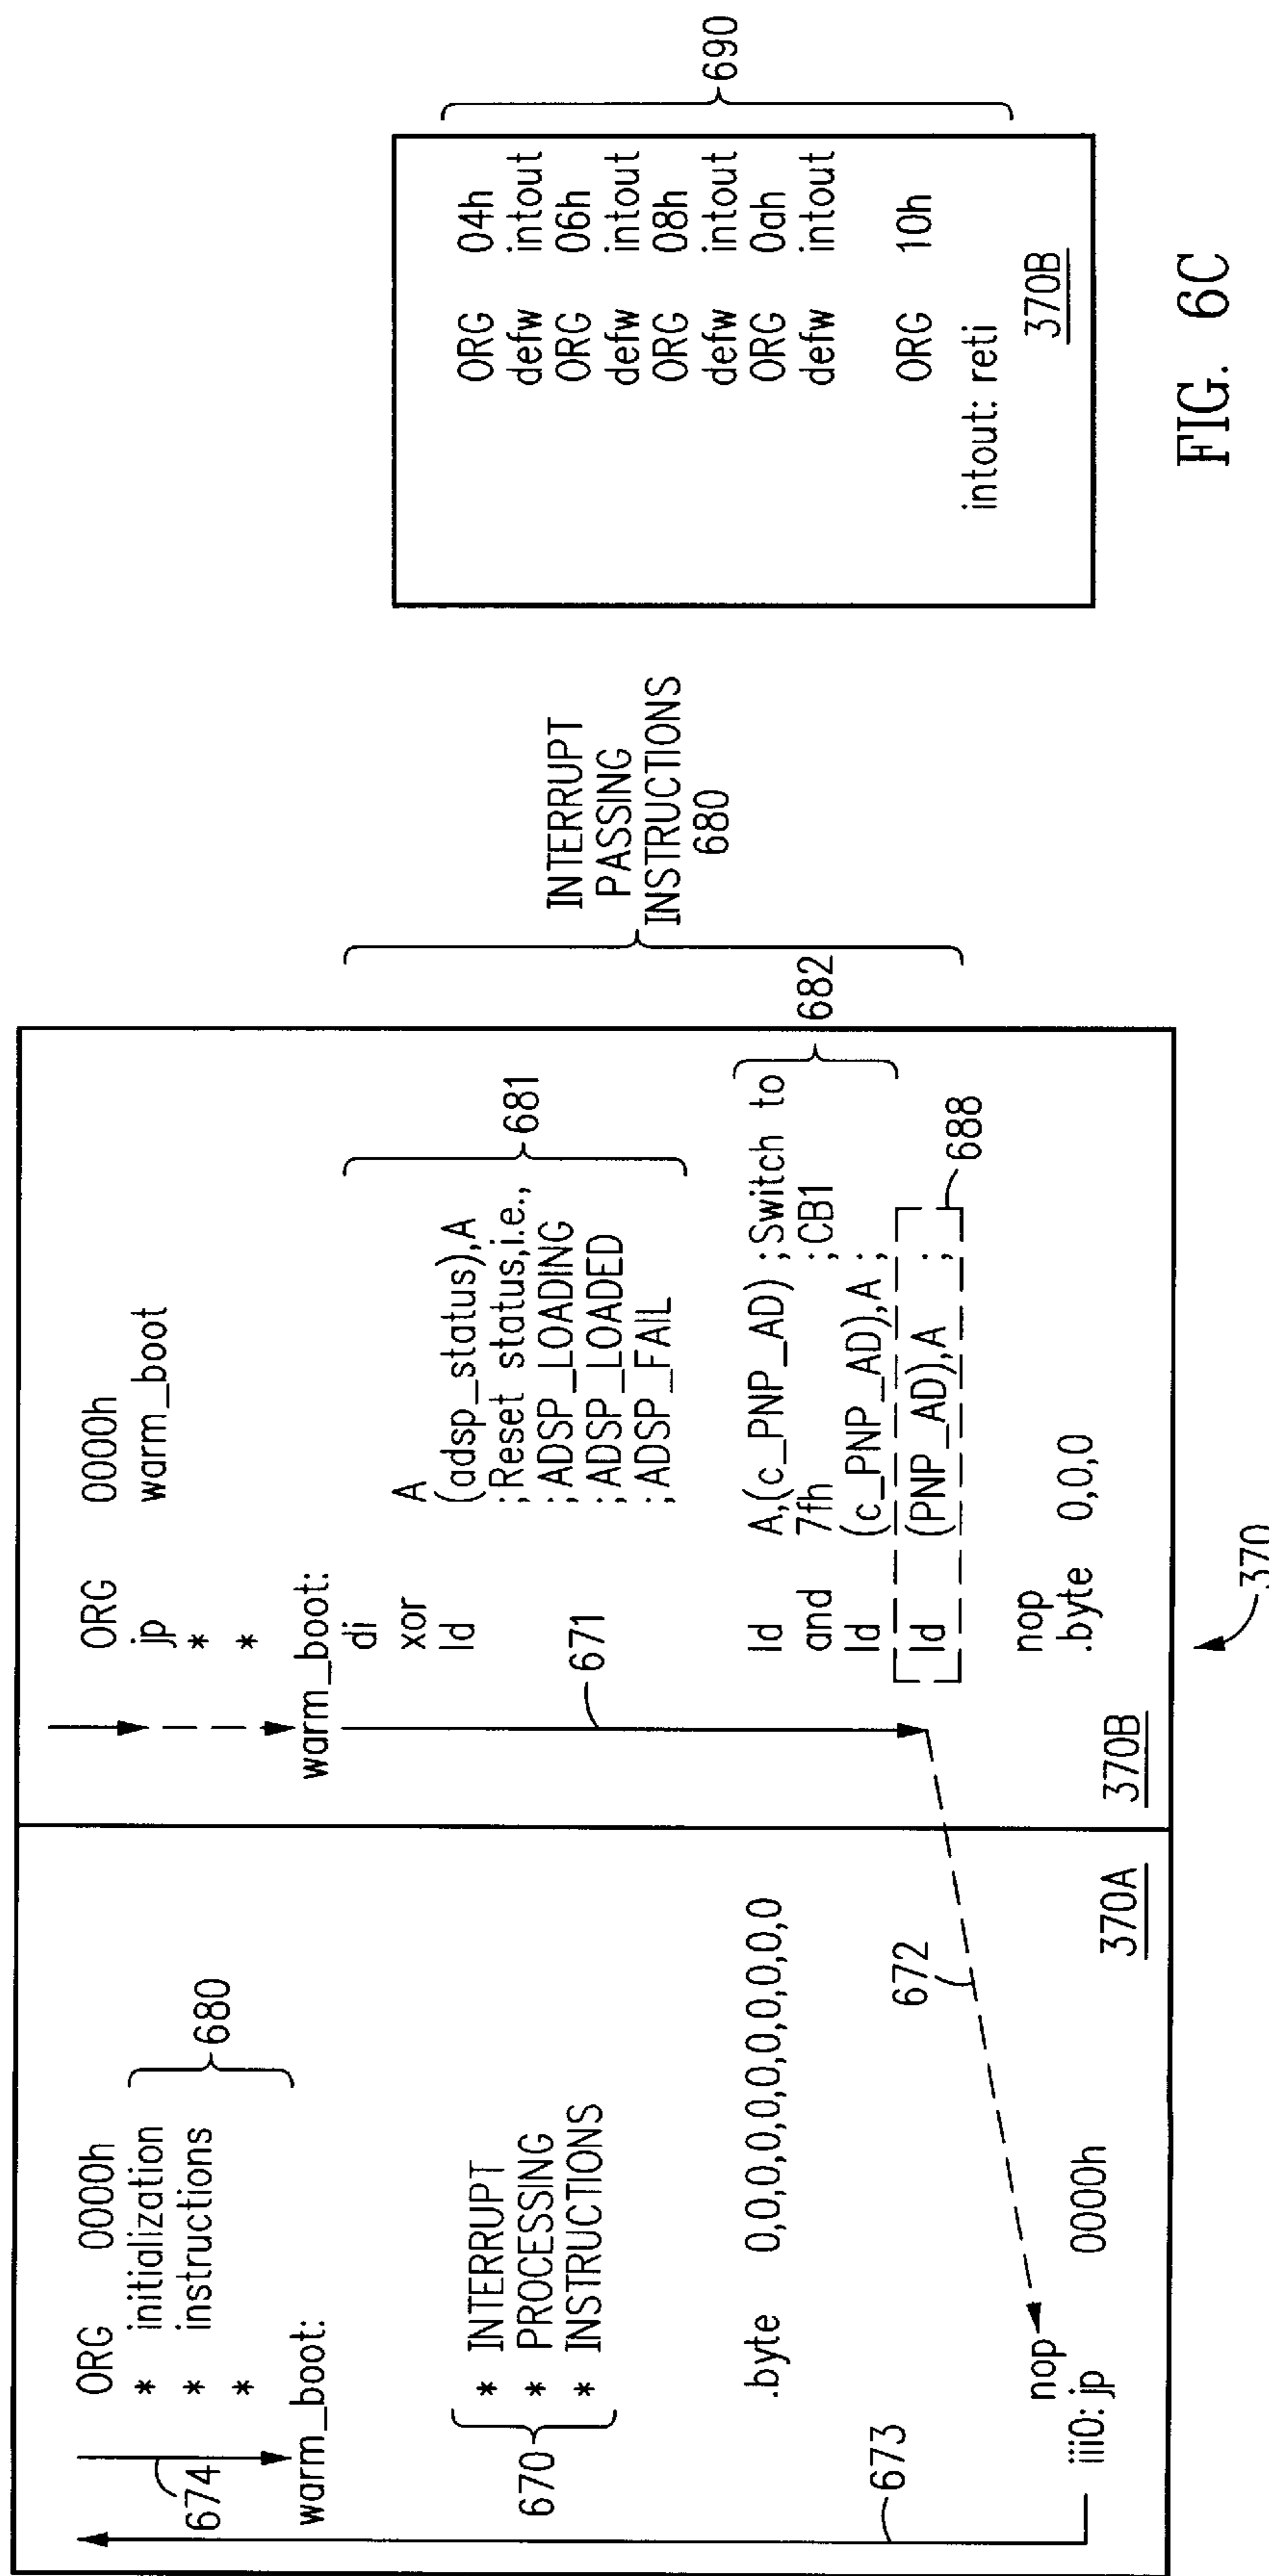 ORG 0000h
* initialization
* instructions
*
680
674
warm_boot:
* INTERRUPT
* PROCESSING
* INSTRUCTIONS
670
673
.byte 0,0,0,0,0,0,0,0,0,0
672
nop
iii0: jp 0000h
370A
ORG 0000h
jp warm_boot
*
*
warm_boot:
di
xor A
ld (adsp_status),A
;Reset status,i.e.,
;ADSP_LOADING
;ADSP_LOADED
;ADSP_FAIL
681
671
ld A,(c_PNP_AD) ;Switch to
and 7fh ;CB1
ld (c_PNP_AD),A ;
ld (PNP_AD),A ;
682
688
nop
.byte 0,0,0
370B
370
INTERRUPT
PASSING
INSTRUCTIONS
680
ORG 04h
defw intout
ORG 06h
defw intout
ORG 08h
defw intout
ORG 0ah
defw intout
ORG 10h
intout: reti
690
370B
FIG. 6C